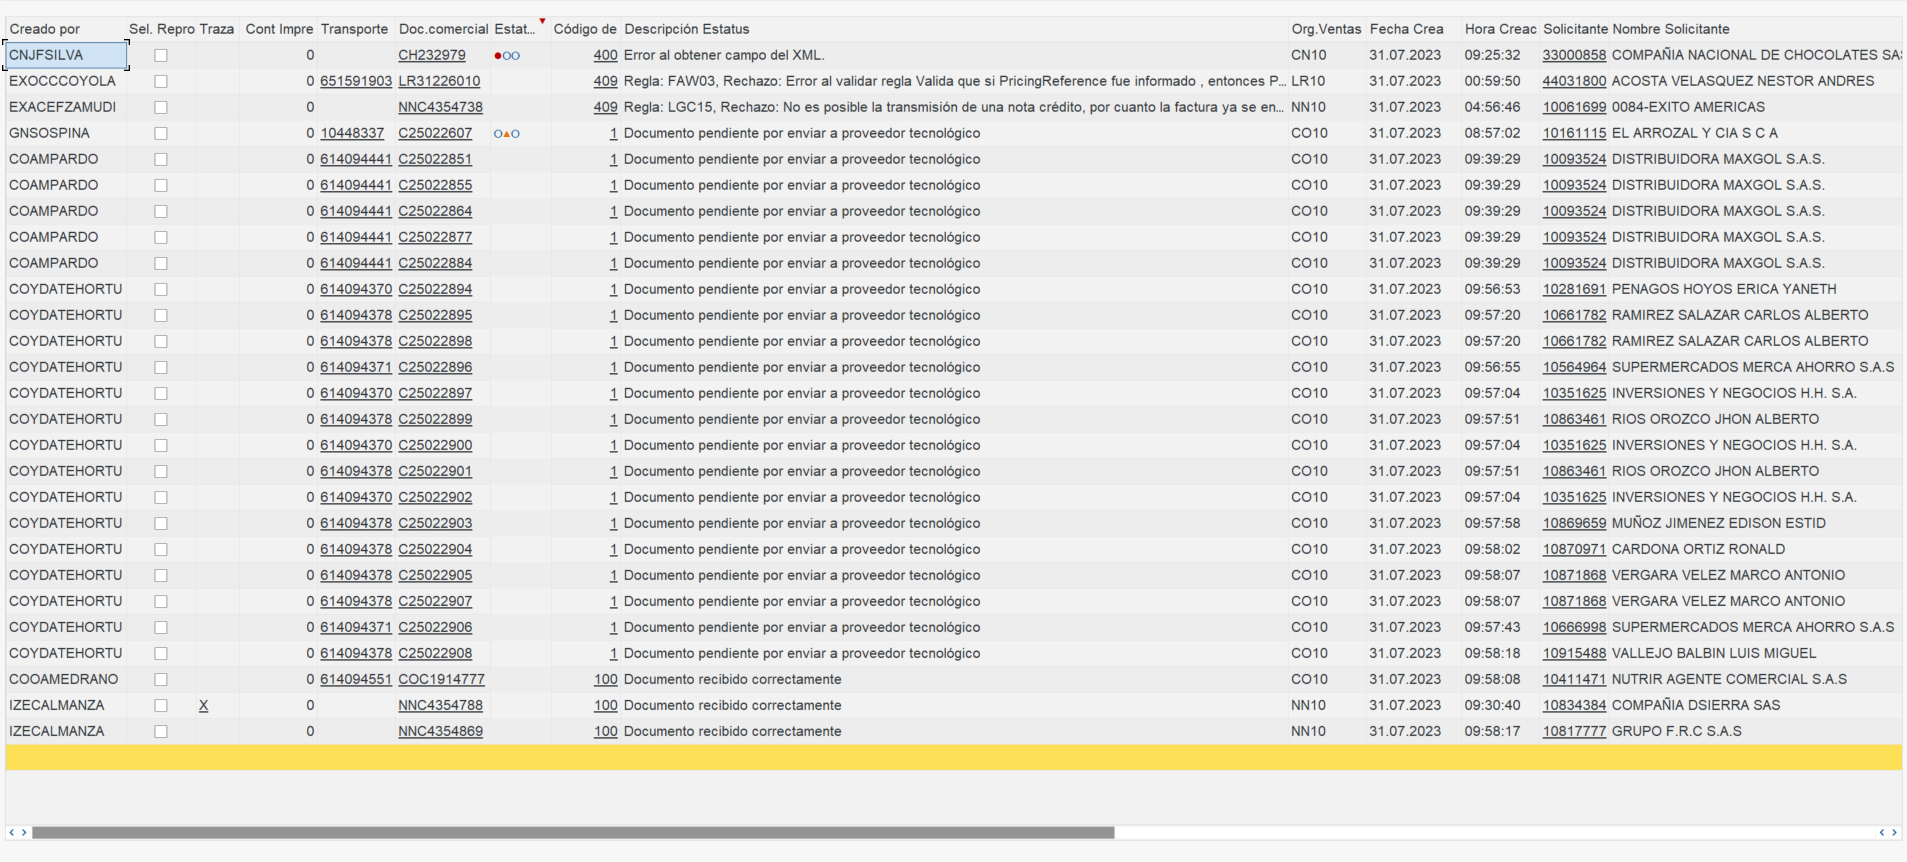 Creado por Sel. Repro Traza Cont Impre Transporte Doc.comercial Estat... Código de Descripción Estatus Org.Ventas Fecha Crea Hora Creac Solicitante Nombre Solicitante
CNJFSILVA 0 CH232979 400 Error al obtener campo del XML. CN10 31.07.2023 09:25:32 33000858 COMPAÑIA NACIONAL DE CHOCOLATES SAS
EXOCCCOYOLA 0 651591903 LR31226010 409 Regla: FAW03, Rechazo: Error al validar regla Valida que si PricingReference fue informado , entonces P... LR10 31.07.2023 00:59:50 44031800 ACOSTA VELASQUEZ NESTOR ANDRES
EXACEFZAMUDI 0 NNC4354738 409 Regla: LGC15, Rechazo: No es posible la transmisión de una nota crédito, por cuanto la factura ya se en... NN10 31.07.2023 04:56:46 10061699 0084-EXITO AMERICAS
GNSOSPINA 0 10448337 C25022607 1 Documento pendiente por enviar a proveedor tecnológico CO10 31.07.2023 08:57:02 10161115 EL ARROZAL Y CIA S C A
COAMPARDO 0 614094441 C25022851 1 Documento pendiente por enviar a proveedor tecnológico CO10 31.07.2023 09:39:29 10093524 DISTRIBUIDORA MAXGOL S.A.S.
COAMPARDO 0 614094441 C25022855 1 Documento pendiente por enviar a proveedor tecnológico CO10 31.07.2023 09:39:29 10093524 DISTRIBUIDORA MAXGOL S.A.S.
COAMPARDO 0 614094441 C25022864 1 Documento pendiente por enviar a proveedor tecnológico CO10 31.07.2023 09:39:29 10093524 DISTRIBUIDORA MAXGOL S.A.S.
COAMPARDO 0 614094441 C25022877 1 Documento pendiente por enviar a proveedor tecnológico CO10 31.07.2023 09:39:29 10093524 DISTRIBUIDORA MAXGOL S.A.S.
COAMPARDO 0 614094441 C25022884 1 Documento pendiente por enviar a proveedor tecnológico CO10 31.07.2023 09:39:29 10093524 DISTRIBUIDORA MAXGOL S.A.S.
COYDATEHORTU 0 614094370 C25022894 1 Documento pendiente por enviar a proveedor tecnológico CO10 31.07.2023 09:56:53 10281691 PENAGOS HOYOS ERICA YANETH
COYDATEHORTU 0 614094378 C25022895 1 Documento pendiente por enviar a proveedor tecnológico CO10 31.07.2023 09:57:20 10661782 RAMIREZ SALAZAR CARLOS ALBERTO
COYDATEHORTU 0 614094378 C25022898 1 Documento pendiente por enviar a proveedor tecnológico CO10 31.07.2023 09:57:20 10661782 RAMIREZ SALAZAR CARLOS ALBERTO
COYDATEHORTU 0 614094371 C25022896 1 Documento pendiente por enviar a proveedor tecnológico CO10 31.07.2023 09:56:55 10564964 SUPERMERCADOS MERCA AHORRO S.A.S
COYDATEHORTU 0 614094370 C25022897 1 Documento pendiente por enviar a proveedor tecnológico CO10 31.07.2023 09:57:04 10351625 INVERSIONES Y NEGOCIOS H.H. S.A.
COYDATEHORTU 0 614094378 C25022899 1 Documento pendiente por enviar a proveedor tecnológico CO10 31.07.2023 09:57:51 10863461 RIOS OROZCO JHON ALBERTO
COYDATEHORTU 0 614094370 C25022900 1 Documento pendiente por enviar a proveedor tecnológico CO10 31.07.2023 09:57:04 10351625 INVERSIONES Y NEGOCIOS H.H. S.A.
COYDATEHORTU 0 614094378 C25022901 1 Documento pendiente por enviar a proveedor tecnológico CO10 31.07.2023 09:57:51 10863461 RIOS OROZCO JHON ALBERTO
COYDATEHORTU 0 614094370 C25022902 1 Documento pendiente por enviar a proveedor tecnológico CO10 31.07.2023 09:57:04 10351625 INVERSIONES Y NEGOCIOS H.H. S.A.
COYDATEHORTU 0 614094378 C25022903 1 Documento pendiente por enviar a proveedor tecnológico CO10 31.07.2023 09:57:58 10869659 MUÑOZ JIMENEZ EDISON ESTID
COYDATEHORTU 0 614094378 C25022904 1 Documento pendiente por enviar a proveedor tecnológico CO10 31.07.2023 09:58:02 10870971 CARDONA ORTIZ RONALD
COYDATEHORTU 0 614094378 C25022905 1 Documento pendiente por enviar a proveedor tecnológico CO10 31.07.2023 09:58:07 10871868 VERGARA VELEZ MARCO ANTONIO
COYDATEHORTU 0 614094378 C25022907 1 Documento pendiente por enviar a proveedor tecnológico CO10 31.07.2023 09:58:07 10871868 VERGARA VELEZ MARCO ANTONIO
COYDATEHORTU 0 614094371 C25022906 1 Documento pendiente por enviar a proveedor tecnológico CO10 31.07.2023 09:57:43 10666998 SUPERMERCADOS MERCA AHORRO S.A.S
COYDATEHORTU 0 614094378 C25022908 1 Documento pendiente por enviar a proveedor tecnológico CO10 31.07.2023 09:58:18 10915488 VALLEJO BALBIN LUIS MIGUEL
COOAMEDRANO 0 614094551 COC1914777 100 Documento recibido correctamente CO10 31.07.2023 09:58:08 10411471 NUTRIR AGENTE COMERCIAL S.A.S
IZECALMANZA X 0 NNC4354788 100 Documento recibido correctamente NN10 31.07.2023 09:30:40 10834384 COMPAÑIA DSIERRA SAS
IZECALMANZA 0 NNC4354869 100 Documento recibido correctamente NN10 31.07.2023 09:58:17 10817777 GRUPO F.R.C S.A.S